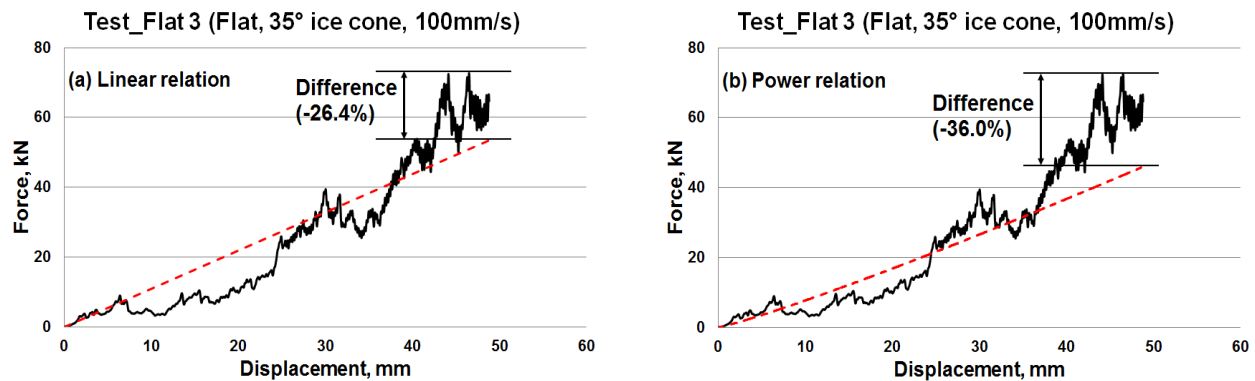 Test_Flat 3 (Flat, 35° ice cone, 100mm/s)
80
60
40
20
0
Force, kN
(a) Linear relation
Difference
(-26.4%)
0 10 20 30 40 50 60
Displacement, mm
Test_Flat 3 (Flat, 35° ice cone, 100mm/s)
80
60
40
20
0
Force, kN
(b) Power relation
Difference
(-36.0%)
0 10 20 30 40 50 60
Displacement, mm